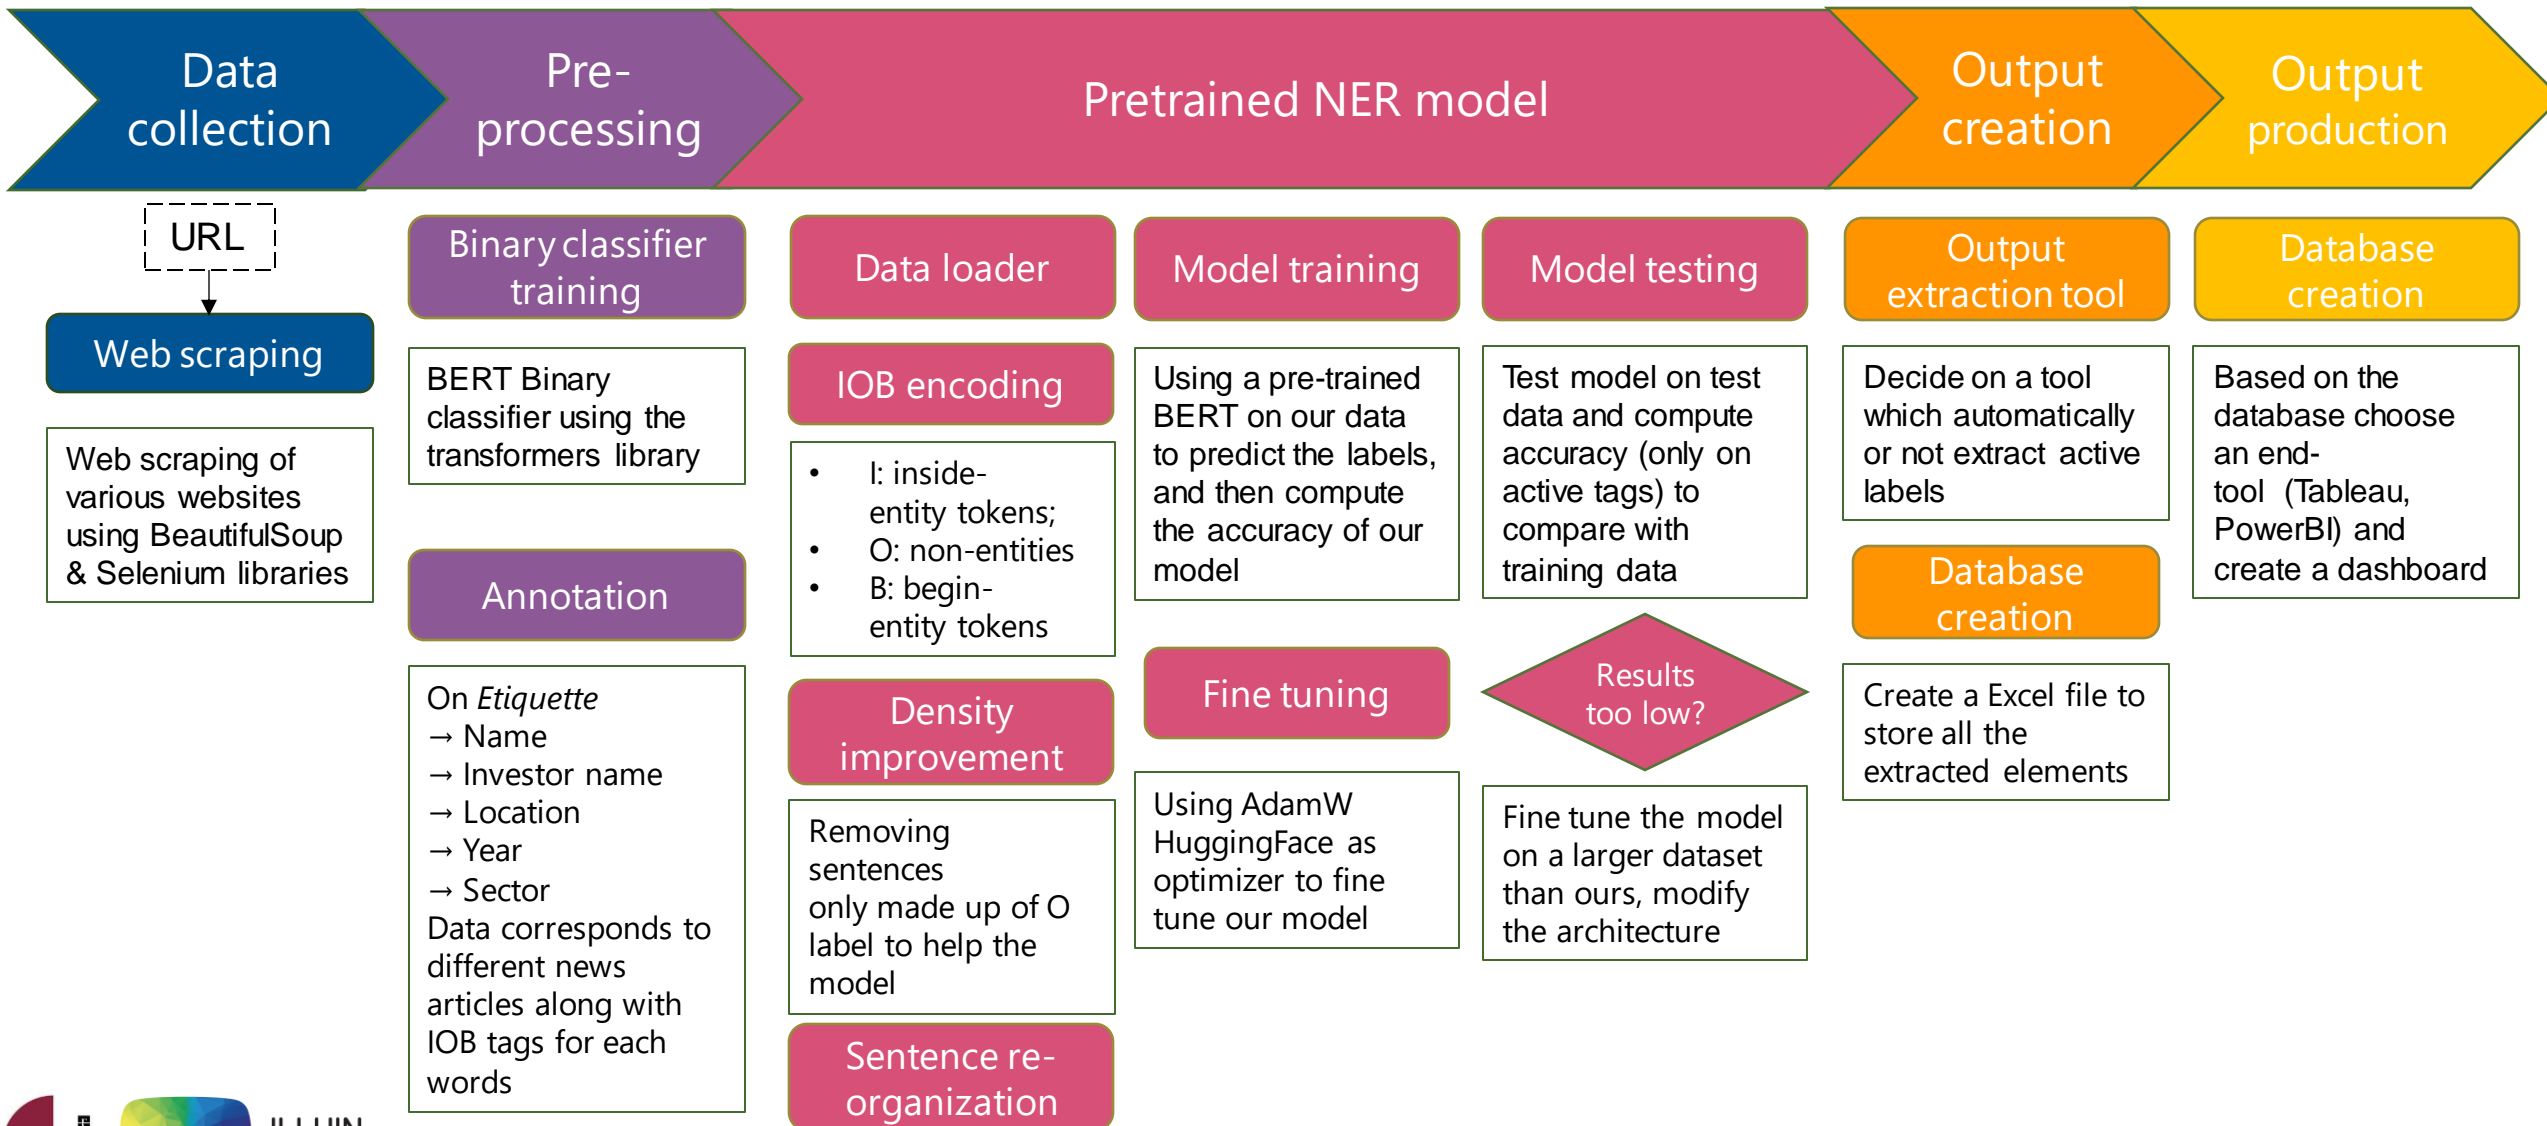 Data
collection
Pre-
processing
Pretrained NER model
Output
creation
Output
production
URL
Web scraping
Web scraping of
various websites
using BeautifulSoup
& Selenium libraries
Binary classifier
training
BERT Binary
classifier using the
transformers library
Annotation
On Etiquette
→ Name
→ Investor name
→ Location
→ Year
→ Sector
Data corresponds to
different news
articles along with
IOB tags for each
words
Data loader
IOB encoding
• I: inside-
entity tokens;
• O: non-entities
• B: begin-
entity tokens
Density
improvement
Removing
sentences
only made up of O
label to help the
model
Sentence re-
organization
Model training
Using a pre-trained
BERT on our data
to predict the labels,
and then compute
the accuracy of our
model
Fine tuning
Using AdamW
HuggingFace as
optimizer to fine
tune our model
Model testing
Test model on test
data and compute
accuracy (only on
active tags) to
compare with
training data
Results
too low?
Fine tune the model
on a larger dataset
than ours, modify
the architecture
Output
extraction tool
Decide on a tool
which automatically
or not extract active
labels
Database
creation
Create a Excel file to
store all the
extracted elements
Database
creation
Based on the
database choose
an end-
tool (Tableau,
PowerBI) and
create a dashboard